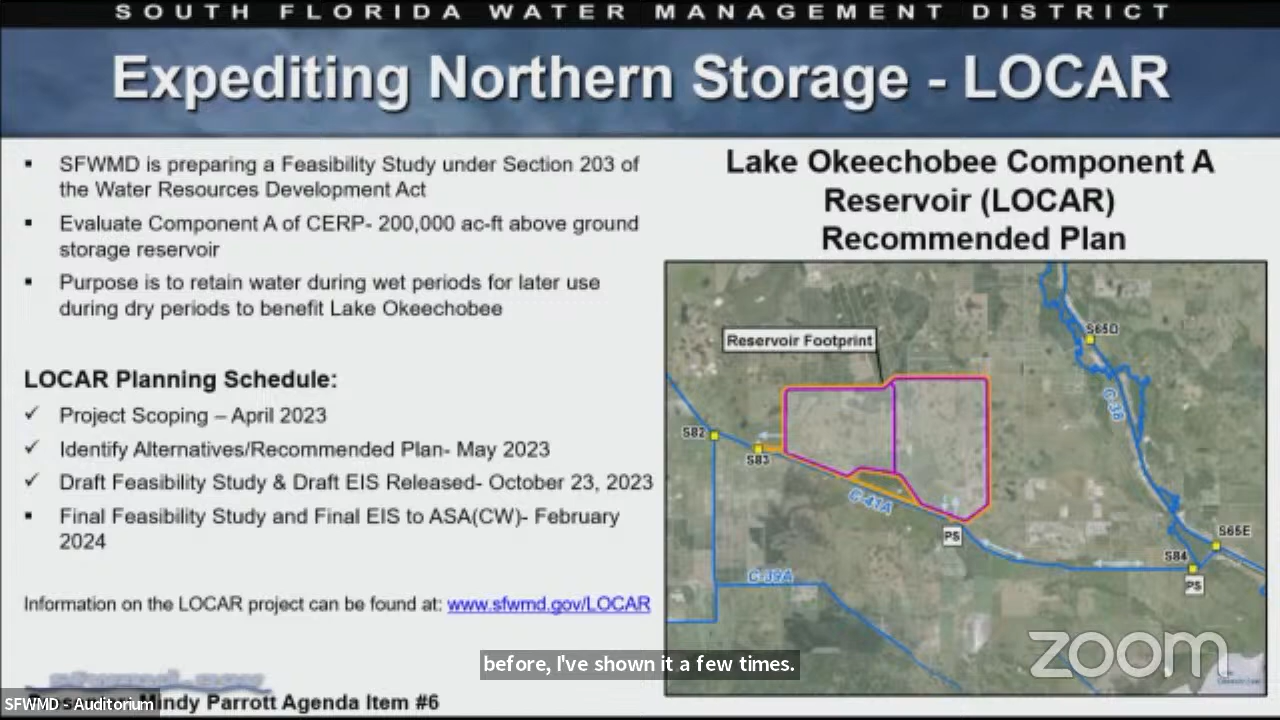 SOUTH FLORIDA WATER MANAGEMENT DISTRICT
Expediting Northern Storage - LOCAR
▪ SFWMD is preparing a Feasibility Study under Section 203 of
the Water Resources Development Act
▪ Evaluate Component A of CERP- 200,000 ac-ft above ground
storage reservoir
▪ Purpose is to retain water during wet periods for later use
during dry periods to benefit Lake Okeechobee
LOCAR Planning Schedule:
✓ Project Scoping – April 2023
✓ Identify Alternatives/Recommended Plan- May 2023
✓ Draft Feasibility Study & Draft EIS Released- October 23, 2023
▪ Final Feasibility Study and Final EIS to ASA(CW)- February
2024
Information on the LOCAR project can be found at: www.sfwmd.gov/LOCAR
Lake Okeechobee Component A
Reservoir (LOCAR)
Recommended Plan
Reservoir Footprint
S65D
C-38
S82
S83
C-41A
PS
S65E
S84
PS
C-39A
zoom
before, I've shown it a few times.
sfwmd.gov
SFWMD - Auditorium
Mindy Parrott Agenda Item #6